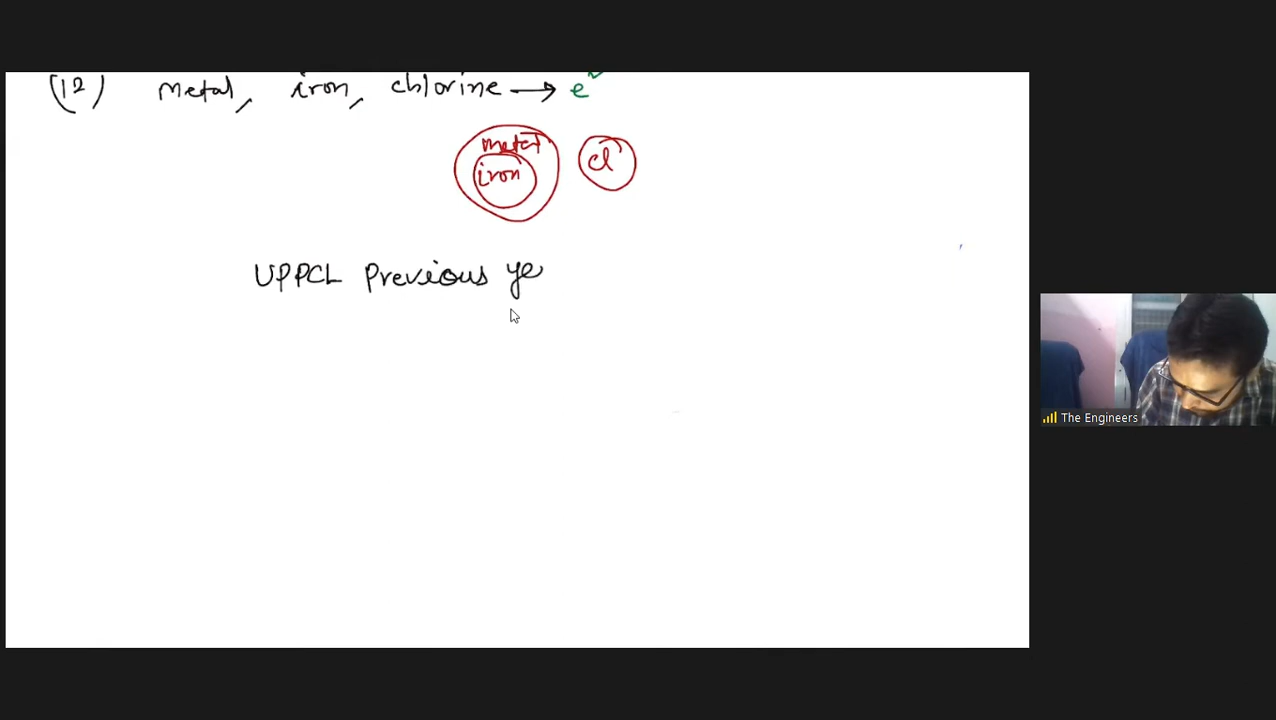 (12) metal, iron, chlorine → e
metal
iron
cl
UPPCL Previous ye
The Engineers